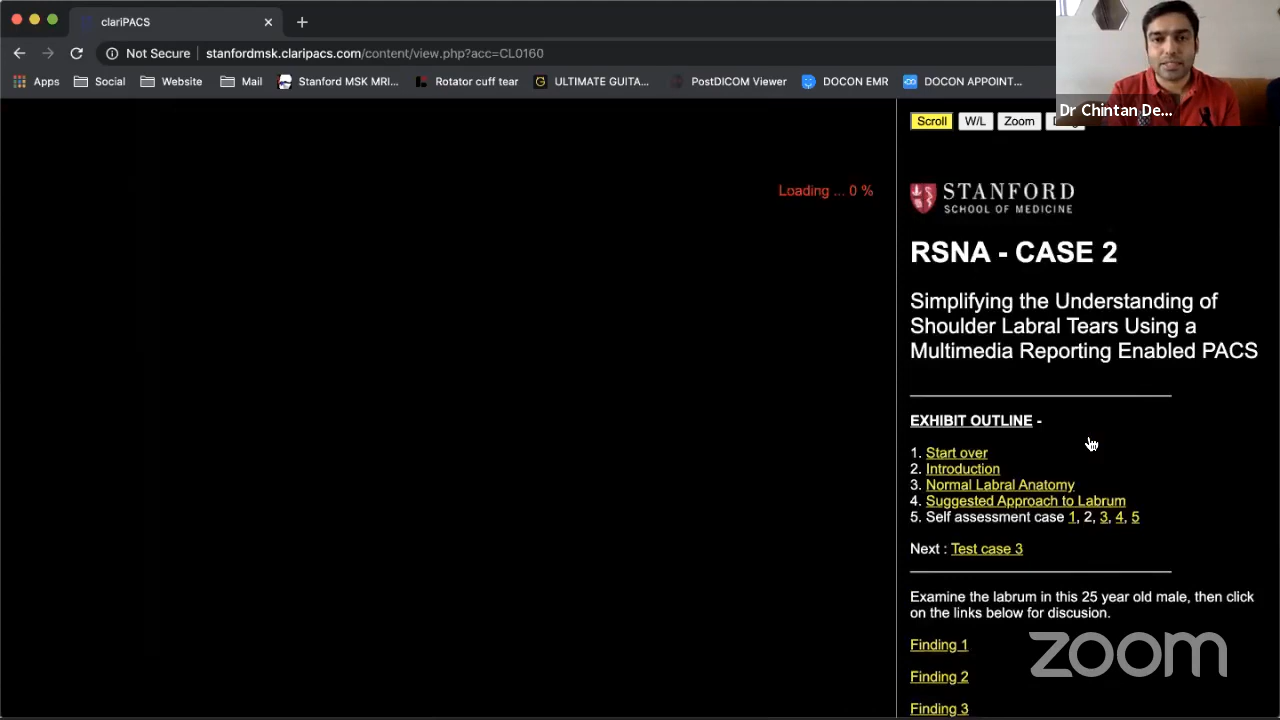 clariPACS
Not Secure
stanfordmsk.claripacs.com/content/view.php?acc=CL0160
Apps
Social
Website
Mail
Stanford MSK MRI...
Rotator cuff tear
ULTIMATE GUITA...
PostDICOM Viewer
DOCON EMR
DOCON APPOINT...
Dr Chintan De...
Scroll
W/L
Zoom
Loading ... 0 %
STANFORD
SCHOOL OF MEDICINE
RSNA - CASE 2
Simplifying the Understanding of
Shoulder Labral Tears Using a
Multimedia Reporting Enabled PACS
EXHIBIT OUTLINE -
1. Start over
2. Introduction
3. Normal Labral Anatomy
4. Suggested Approach to Labrum
5. Self assessment case 1, 2, 3, 4, 5
Next : Test case 3
Examine the labrum in this 25 year old male, then click
on the links below for discusion.
Finding 1
Finding 2
Finding 3
zoom